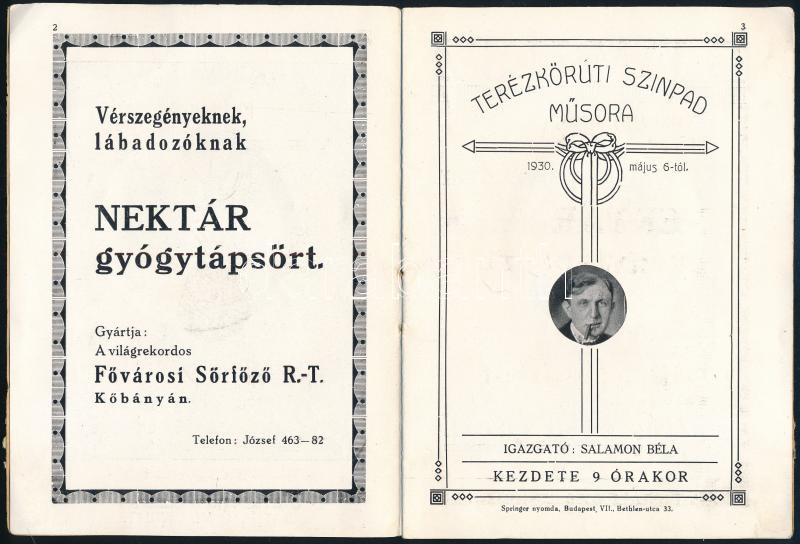 2
Vérszegényeknek,
lábadozóknak
NEKTÁR
gyógytápsört.
Gyártja:
A világrekordos
Fővárosi Sörfőző R.-T.
Kőbányán.
Telefon: József 463—82
3
TERÉZKÖRÚTI SZINPAD
MŰSORA
1930. május 6-tól.
IGAZGATÓ: SALAMON BÉLA
KEZDETE 9 ÓRAKOR
Springer nyomda, Budapest, VII., Bethlen-utca 33.